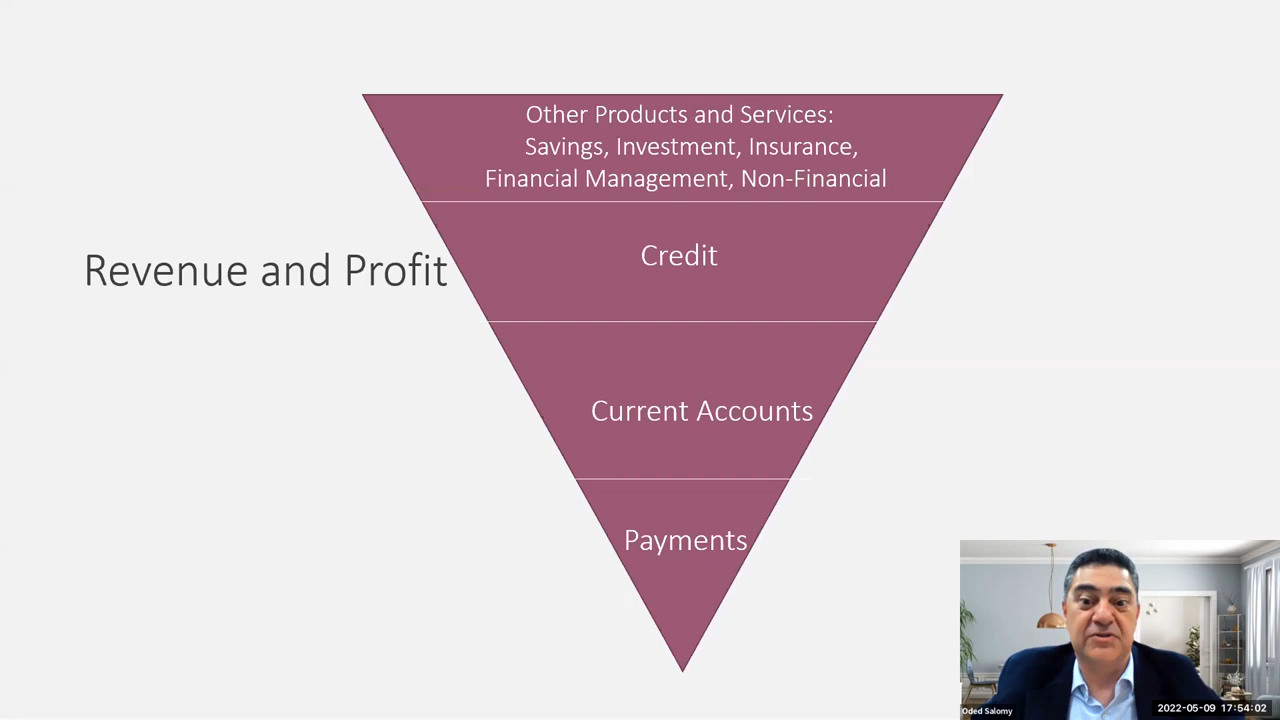 Other Products and Services:
Savings, Investment, Insurance,
Financial Management, Non-Financial
Credit
Revenue and Profit
Current Accounts
Payments
Oded Salomy
2022-05-09 17:54:02